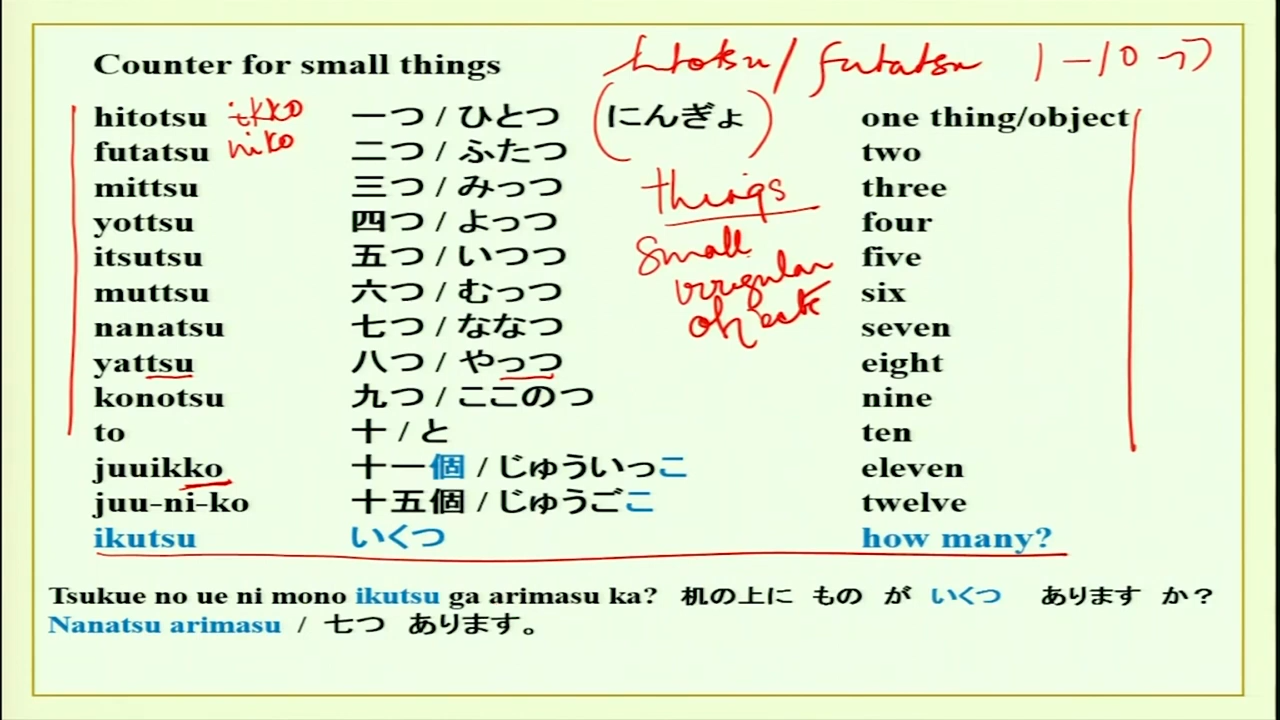 Counter for small things hitotsu / futatsu 1 - 10 つ
hitotsu ikko 一つ / ひとつ (にんぎょ) one thing/object
futatsu niko 二つ / ふたつ two
mittsu 三つ / みっつ things three
yottsu 四つ / よっつ four
itsutsu 五つ / いつつ small five
muttsu 六つ / むっつ irregular six
nanatsu 七つ / ななつ objects seven
yattsu 八つ / やっつ eight
konotsu 九つ / ここのつ nine
to 十 / と ten
juuikko 十一個 / じゅういっこ eleven
juu-ni-ko 十五個 / じゅうごこ twelve
ikutsu いくつ how many?
Tsukue no ue ni mono ikutsu ga arimasu ka? 机の上に もの が いくつ あります か?
Nanatsu arimasu / 七つ あります。